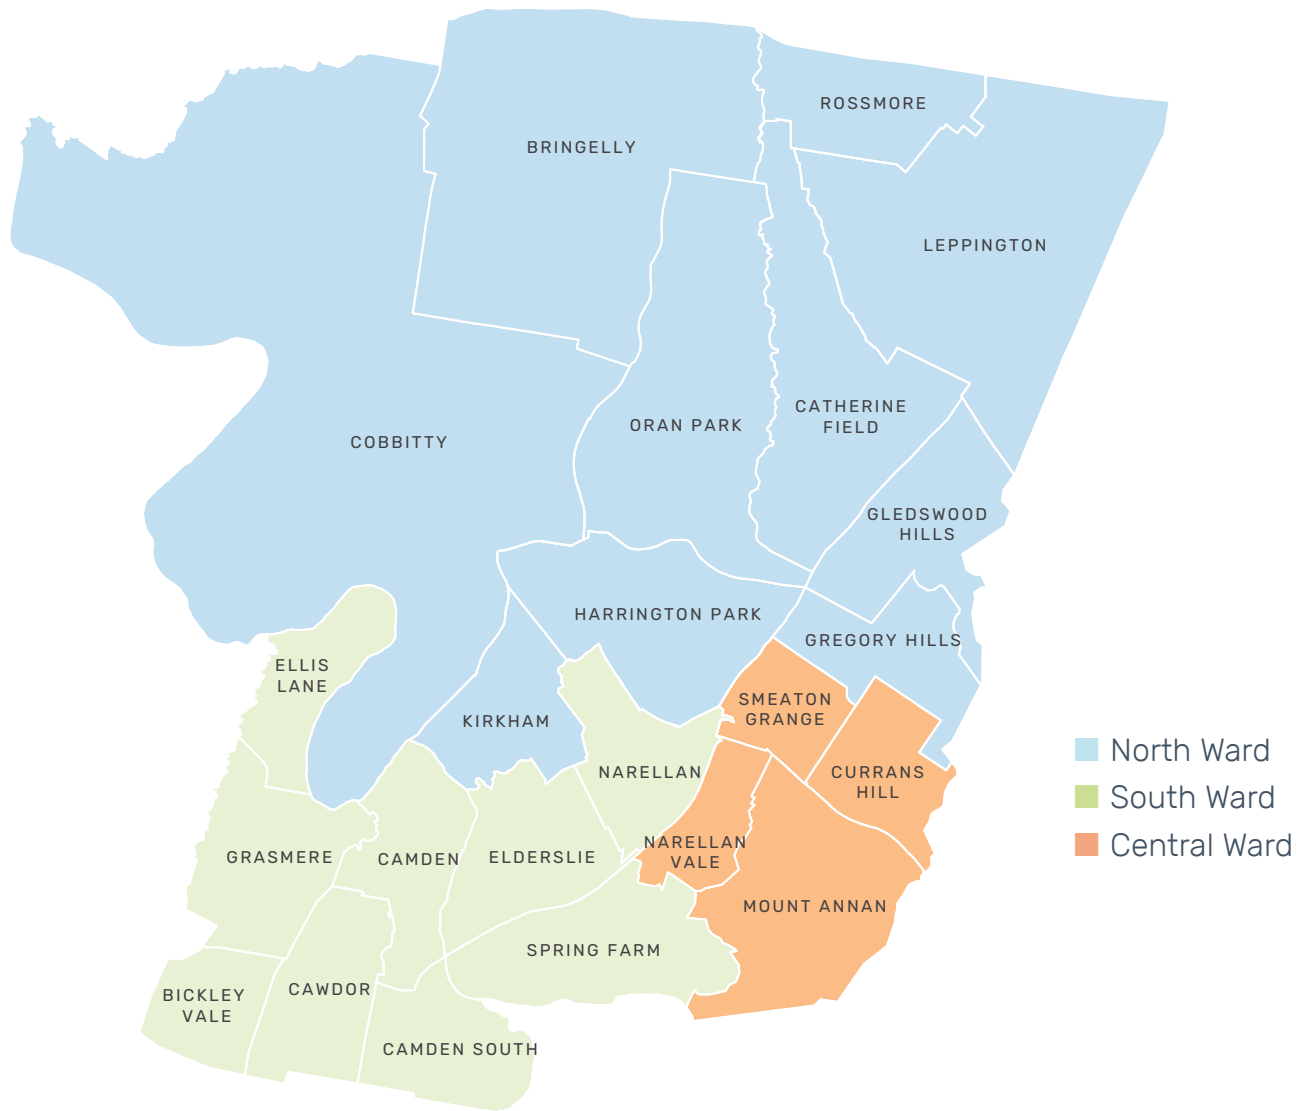 ROSSMORE
BRINGELLY
LEPPINGTON
CATHERINE
FIELD
ORAN PARK
COBBITTY
GLEDSWOOD
HILLS
HARRINGTON PARK
GREGORY HILLS
ELLIS
LANE
SMEATON
GRANGE
KIRKHAM
NARELLAN
CURRANS
HILL
North Ward
South Ward
Central Ward
NARELLAN
VALE
GRASMERE
CAMDEN
ELDERSLIE
MOUNT ANNAN
SPRING FARM
BICKLEY
VALE
CAWDOR
CAMDEN SOUTH